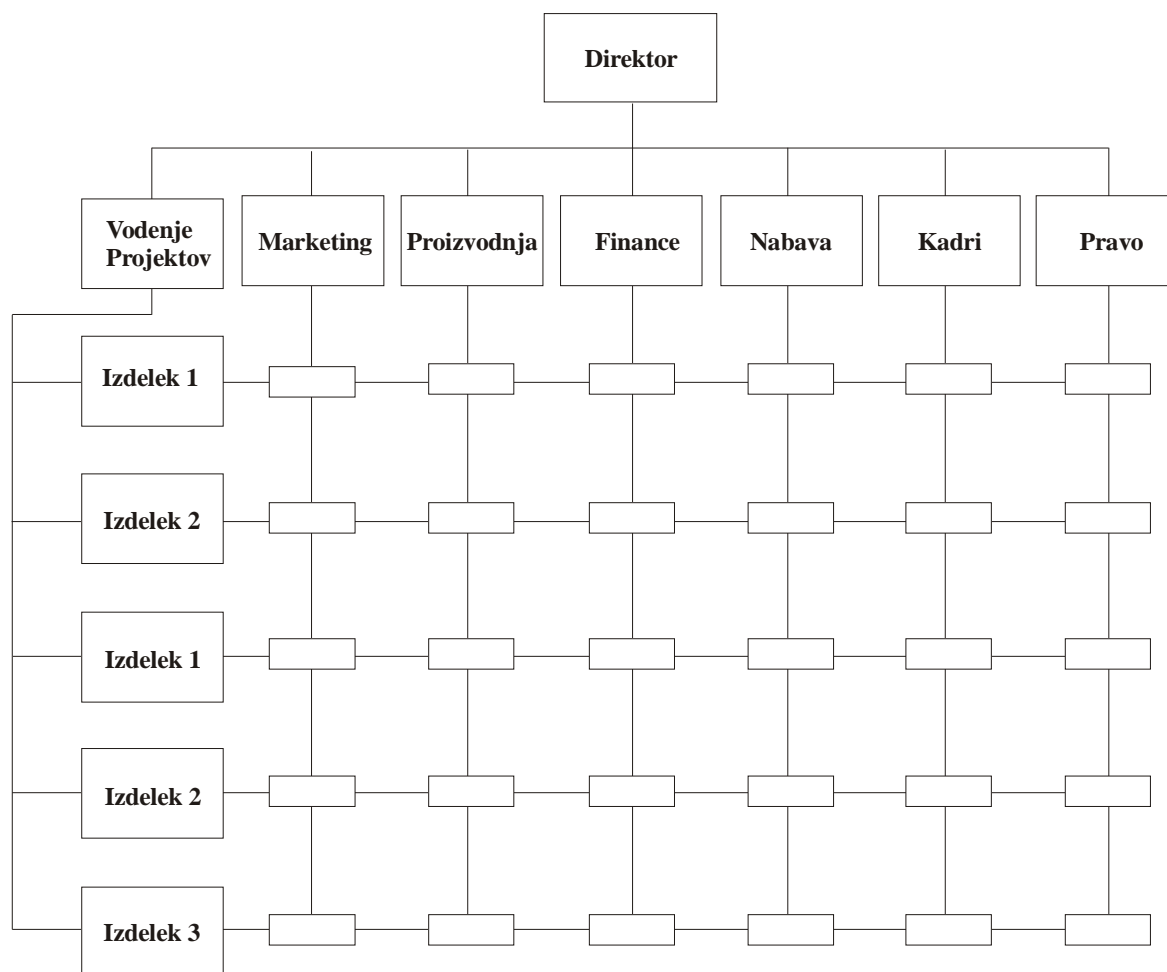 Direktor
Vodenje
Projektov
Marketing
Proizvodnja
Finance
Nabava
Kadri
Pravo
Izdelek 1
Izdelek 2
Izdelek 1
Izdelek 2
Izdelek 3